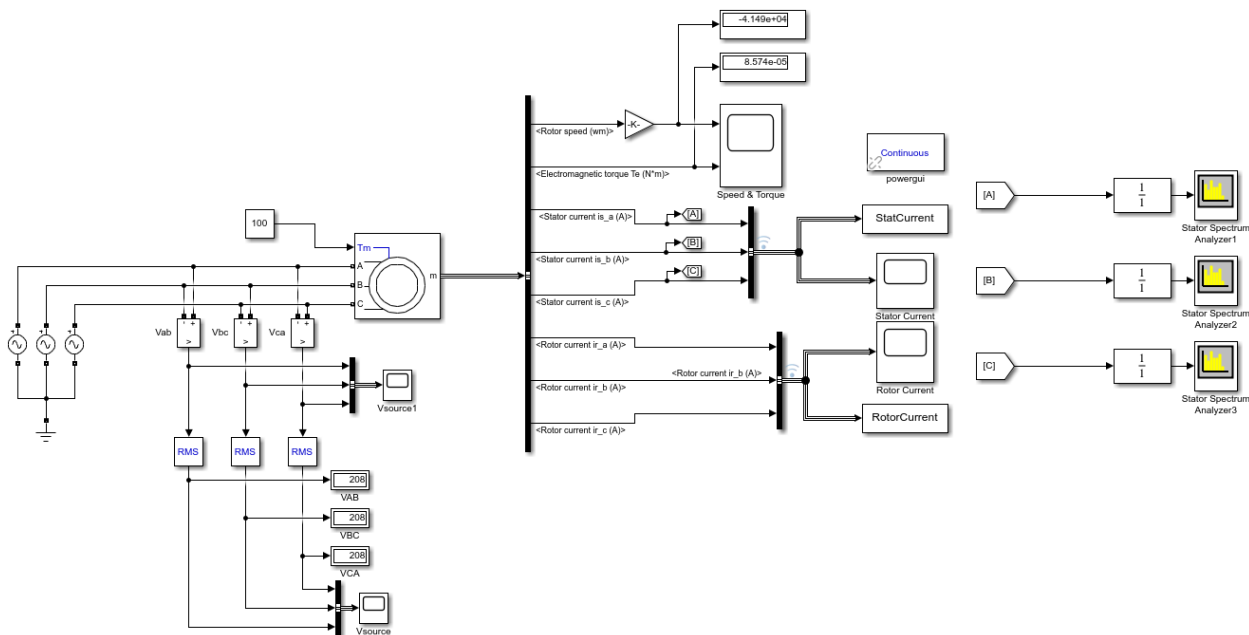 -4.149e+04
8.574e-05
-K-
<Rotor speed (wm)>
<Electromagnetic torque Te (N*m)>
Speed & Torque
Continuous
powergui
100
Tm
A
B
C
m
<Stator current is_a (A)>
[A]
<Stator current is_b (A)>
[B]
<Stator current is_c (A)>
[C]
StatCurrent
Stator Current
<Rotor current ir_a (A)>
<Rotor current ir_b (A)>
<Rotor current ir_b (A)>
<Rotor current ir_c (A)>
Rotor Current
RotorCurrent
[A]
1
1
Stator Spectrum
Analyzer1
[B]
1
1
Stator Spectrum
Analyzer2
[C]
1
1
Stator Spectrum
Analyzer3
+
+
+
Vab
- +
>
Vbc
- +
>
Vca
- +
>
Vsource1
RMS
RMS
RMS
208
VAB
208
VBC
208
VCA
Vsource